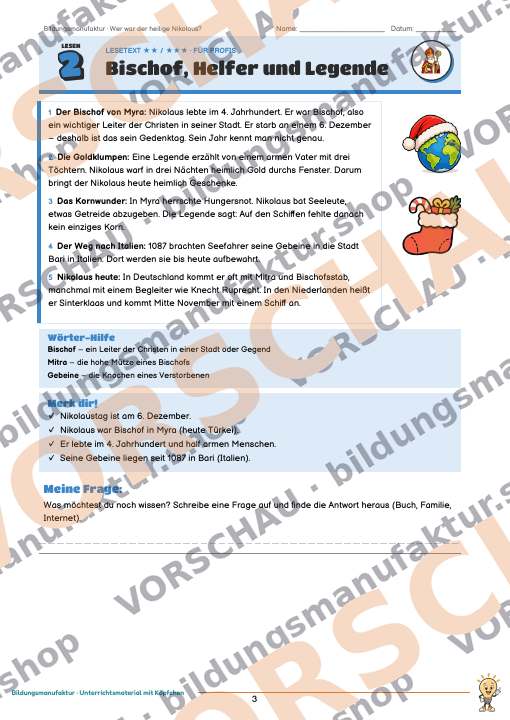 Bildungsmanufaktur · Wer war der heilige Nikolaus? Name: Datum:
LESEN
2
LESETEXT ★★ / ★★★ · FÜR PROFIS
Bischof, Helfer und Legende
1 Der Bischof von Myra: Nikolaus lebte im 4. Jahrhundert. Er war Bischof, also
ein wichtiger Leiter der Christen in seiner Stadt. Er starb an einem 6. Dezember
– deshalb ist das sein Gedenktag. Sein Jahr kennt man nicht genau.
2 Die Goldklumpen: Eine Legende erzählt von einem armen Vater mit drei
Töchtern. Nikolaus warf in drei Nächten heimlich Gold durchs Fenster. Darum
bringt der Nikolaus heute heimlich Geschenke.
3 Das Kornwunder: In Myra herrschte Hungersnot. Nikolaus bat Seeleute,
etwas Getreide abzugeben. Die Legende sagt: Auf den Schiffen fehlte danach
kein einziges Korn.
4 Der Weg nach Italien: 1087 brachten Seefahrer seine Gebeine in die Stadt
Bari in Italien. Dort werden sie bis heute aufbewahrt.
5 Nikolaus heute: In Deutschland kommt er oft mit Mitra und Bischofsstab,
manchmal mit einem Begleiter wie Knecht Ruprecht. In den Niederlanden heißt
er Sinterklaas und kommt Mitte November mit einem Schiff an.
Wörter-Hilfe
Bischof – ein Leiter der Christen in einer Stadt oder Gegend
Mitra – die hohe Mütze eines Bischofs
Gebeine – die Knochen eines Verstorbenen
Merk dir!
✓ Nikolaustag ist am 6. Dezember.
✓ Nikolaus war Bischof in Myra (heute Türkei).
✓ Er lebte im 4. Jahrhundert und half armen Menschen.
✓ Seine Gebeine liegen seit 1087 in Bari (Italien).
Meine Frage:
Was möchtest du noch wissen? Schreibe eine Frage auf und finde die Antwort heraus (Buch, Familie,
Internet).
Bildungsmanufaktur · Unterrichtsmaterial mit Köpfchen
3
VORSCHAU · bildungsmanufaktur.shop
VORSCHAU